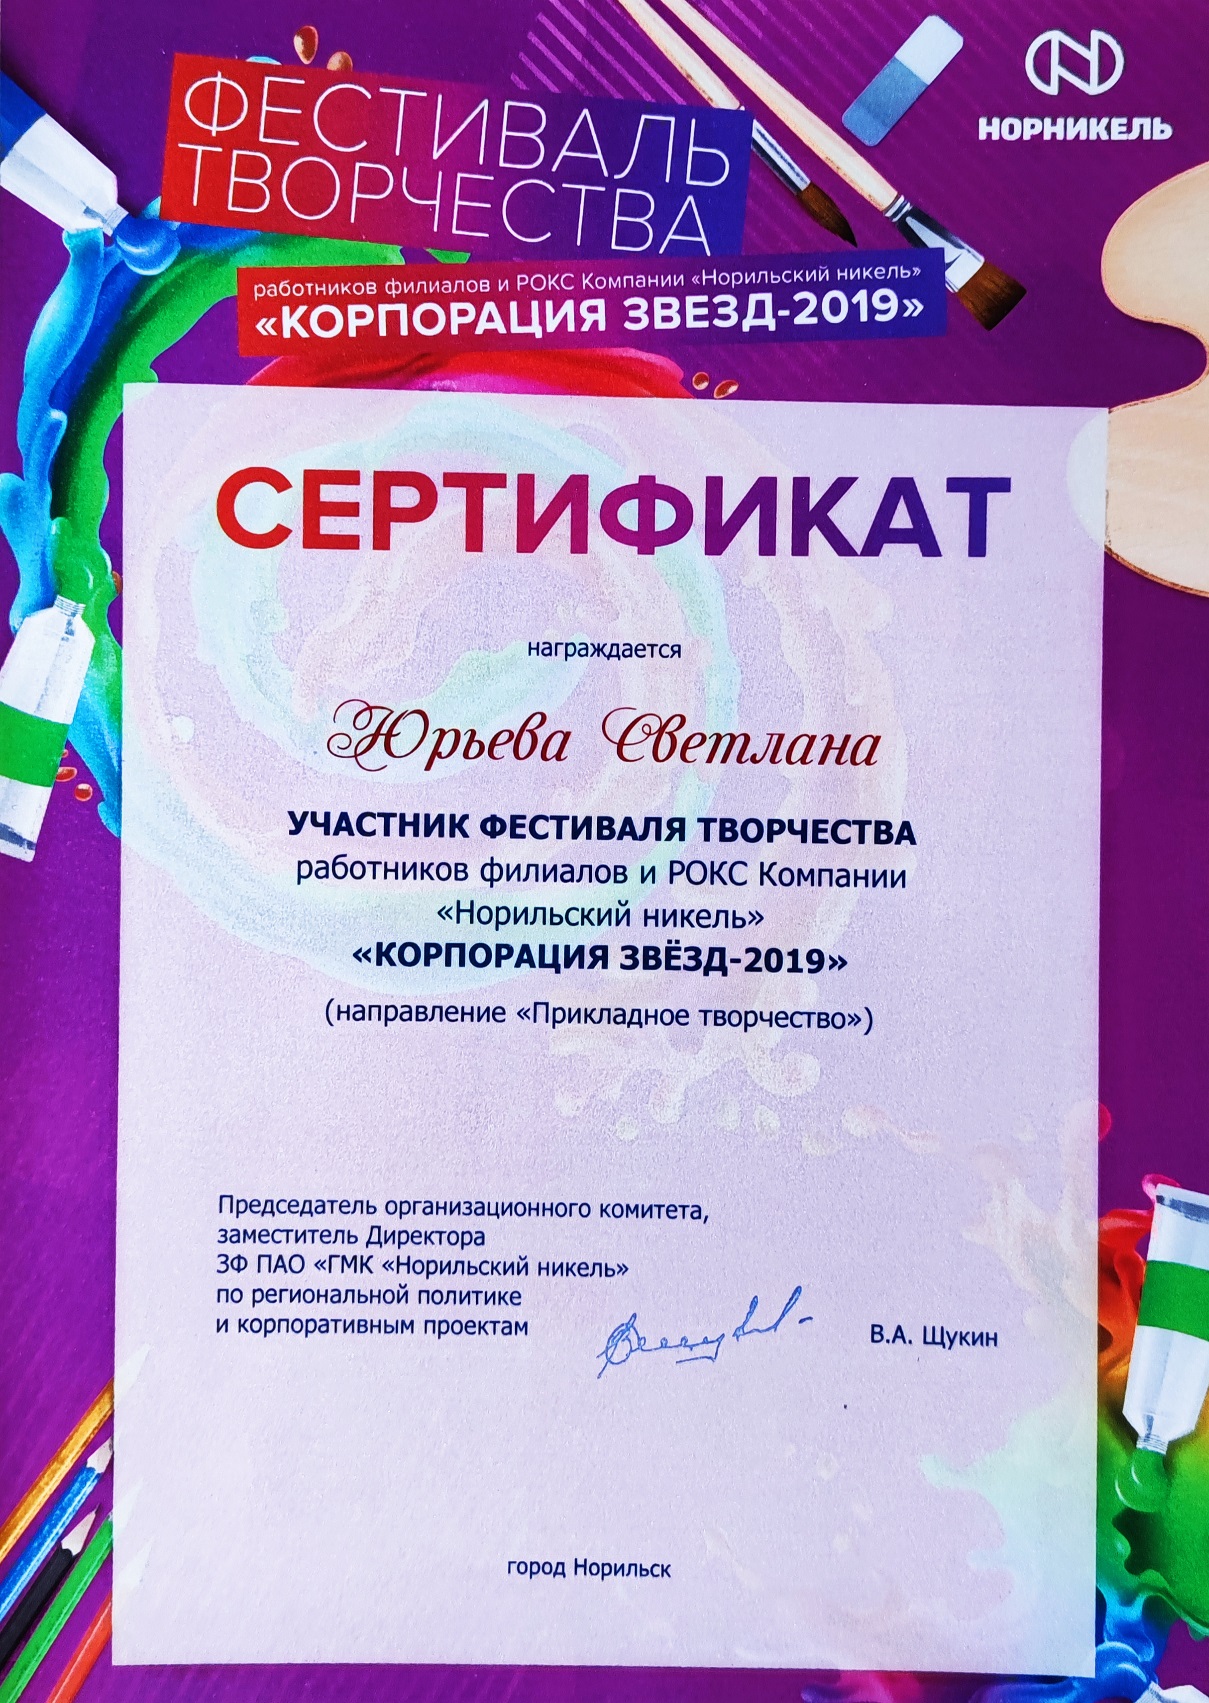 ФЕСТИВАЛЬ
ТВОРЧЕСТВА
НОРНИКЕЛЬ
работников филиалов и РОКС Компании «Норильский никель»
«КОРПОРАЦИЯ ЗВЕЗД-2019»
СЕРТИФИКАТ
награждается
Юрьева Светлана
УЧАСТНИК ФЕСТИВАЛЯ ТВОРЧЕСТВА
работников филиалов и РОКС Компании
«Норильский никель»
«КОРПОРАЦИЯ ЗВЁЗД-2019»
(направление «Прикладное творчество»)
Председатель организационного комитета,
заместитель Директора
ЗФ ПАО «ГМК «Норильский никель»
по региональной политике
и корпоративным проектам
В.А. Щукин
город Норильск